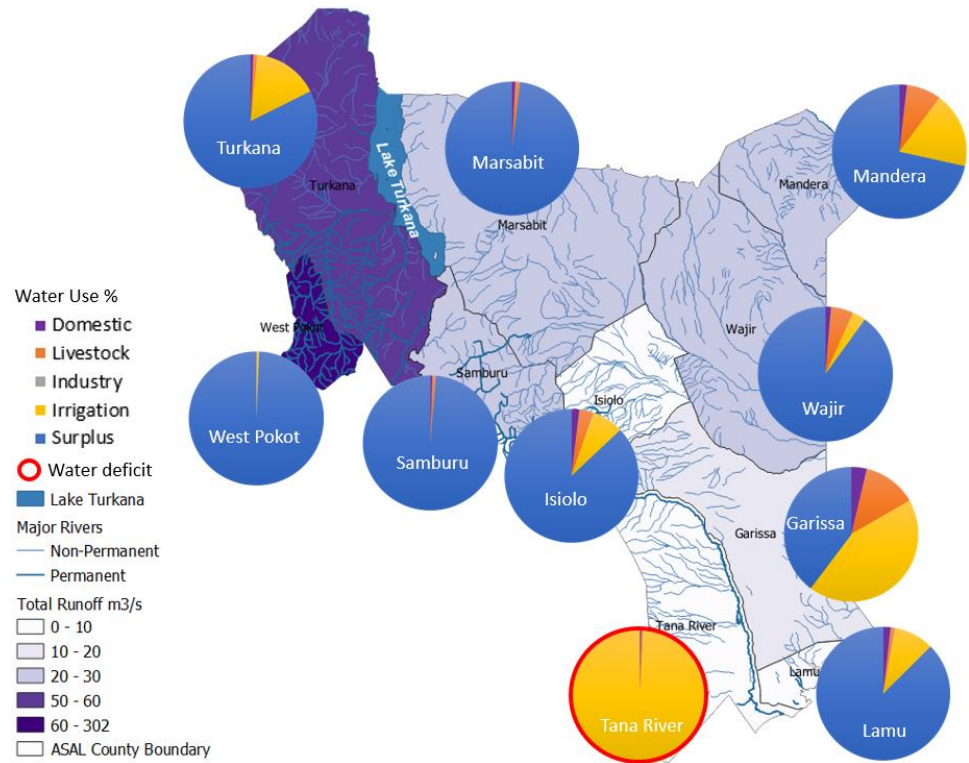 Turkana
Marsabit
Mandera
Lake Turkana
Turkana
Mandera
Marsabit
Water Use %
Domestic
Livestock
Industry
Irrigation
Surplus
Water deficit
Lake Turkana
Major Rivers
Non-Permanent
Permanent
Total Runoff m3/s
0 - 10
10 - 20
20 - 30
50 - 60
60 - 302
ASAL County Boundary
West Pokot
Wajir
Samburu
Isiolo
Wajir
West Pokot
Samburu
Isiolo
Garissa
Garissa
Tana River
Lamu
Tana River
Lamu